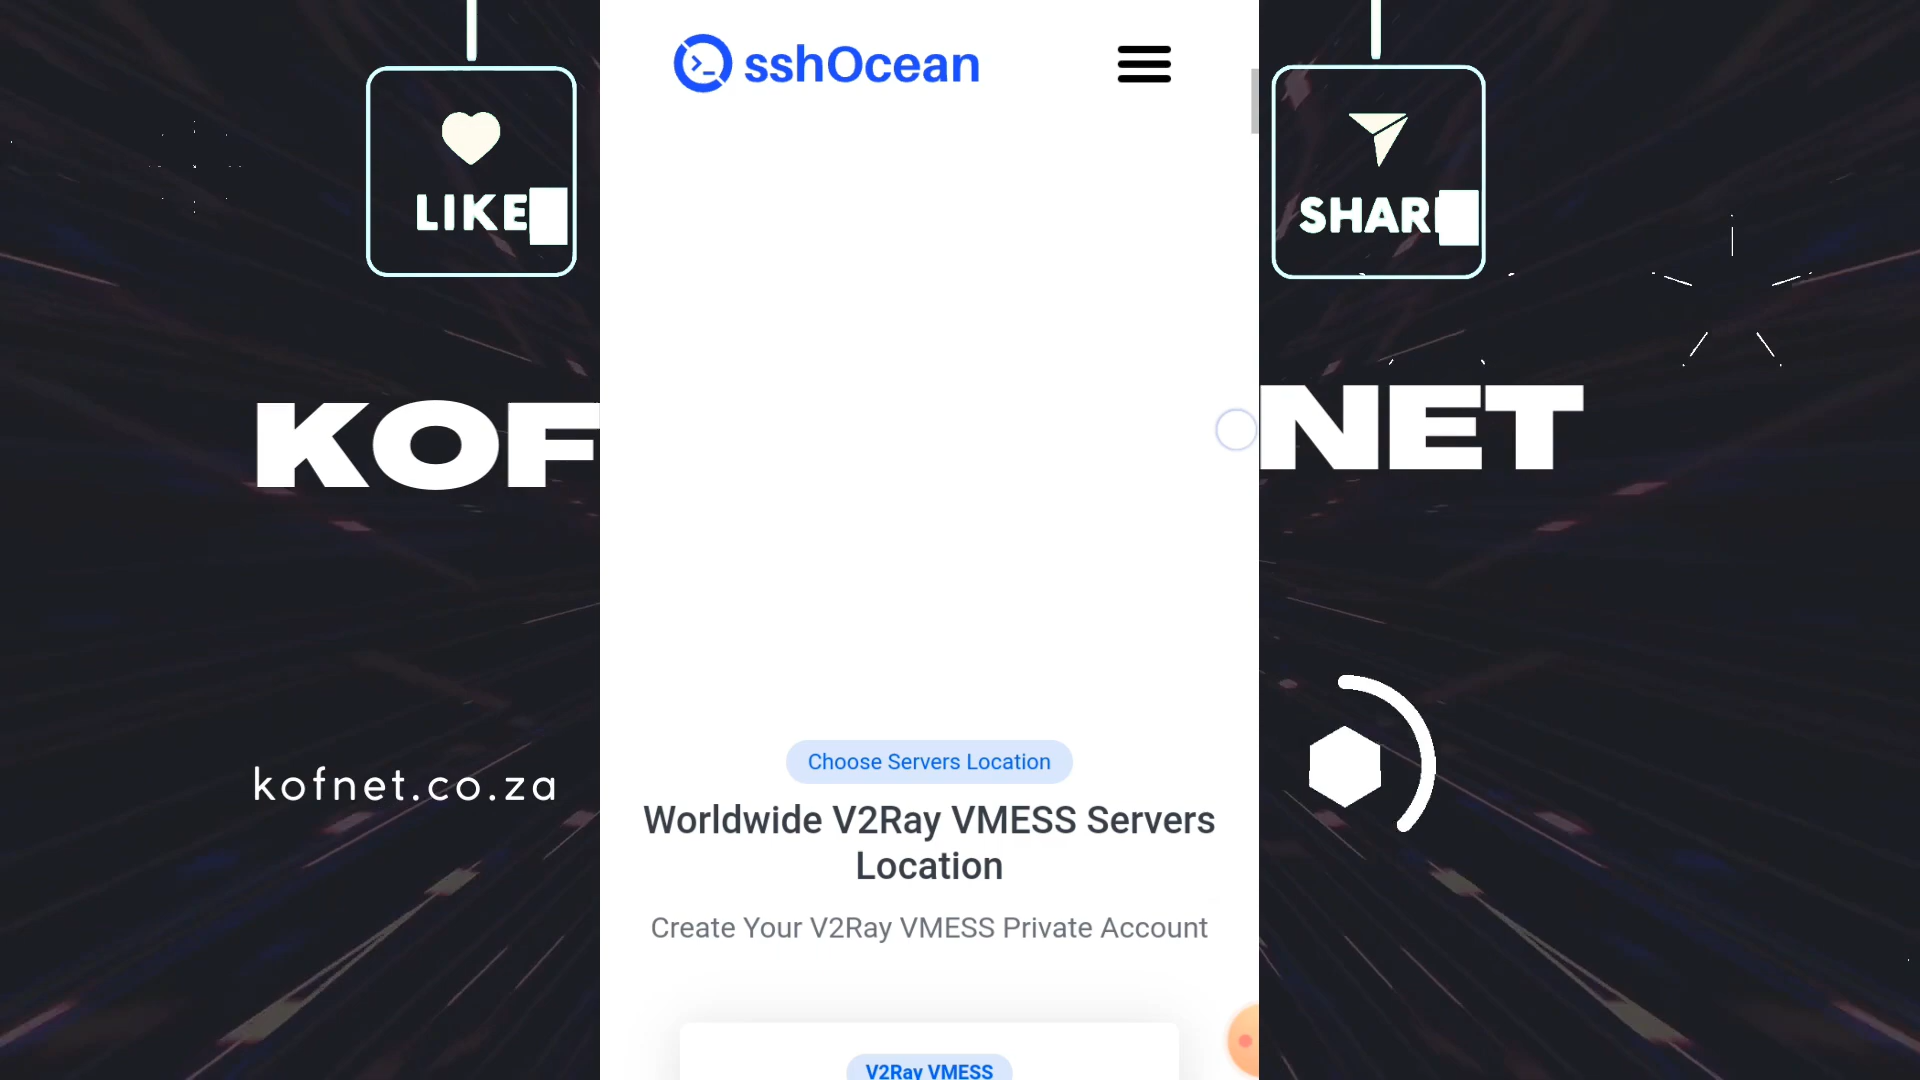 sshOcean
LIKE
SHARE
KOF
NET
kofnet.co.za
Choose Servers Location
Worldwide V2Ray VMESS Servers
Location
Create Your V2Ray VMESS Private Account
V2Ray VMESS